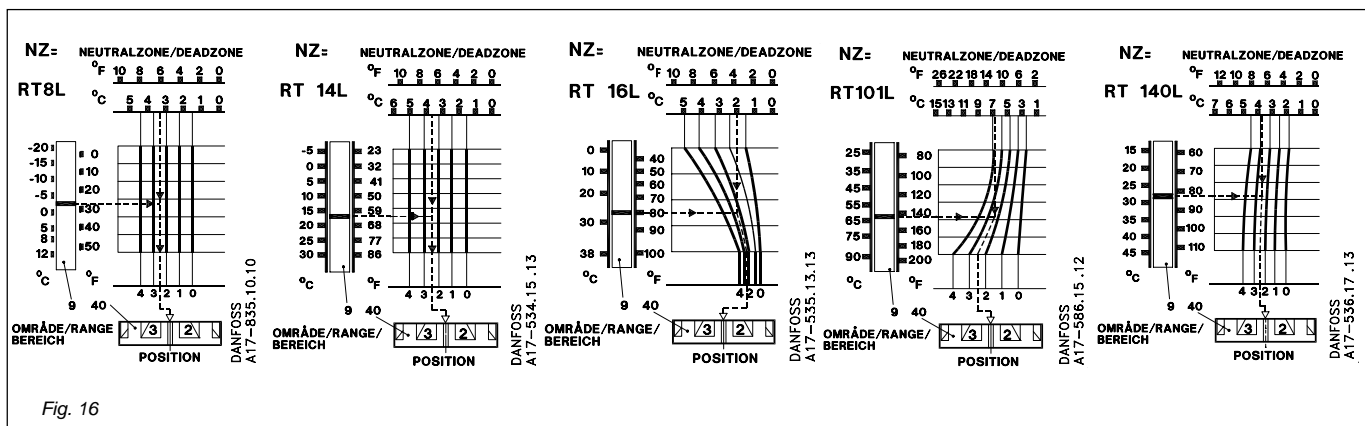 NZ= NEUTRALZONE/DEADZONE
°F
10 8 6 4 2 0
RT8L
°C
5 4 3 2 1 0
-20
0
-15
10
-10
20
-5
30
0
40
5
8
50
12
°C °F
4 3 2 1 0
9 40
OMRÅDE/RANGE/
BEREICH
3 2
POSITION
DANFOSS
A17-835.10.10
NZ= NEUTRALZONE/DEADZONE
°F
10 8 6 4 2 0
RT 14L
°C
6 5 4 3 2 1 0
-5 23
0 32
5 41
10 50
15 59
20 68
25 77
30 86
°C °F
4 3 2 1 0
9 40
OMRÅDE/RANGE/
BEREICH
3 2
POSITION
DANFOSS
A17-534.15.13
NZ= NEUTRALZONE/DEADZONE
°F
10 8 6 4 2 0
RT 16L
°C
5 4 3 2 1 0
0
40
10
50
60
20
70
80
30
90
38 100
°C °F
4 2 0
9 40
OMRÅDE/RANGE/
BEREICH
3 2
POSITION
DANFOSS
A17-535.13.13
NZ= NEUTRALZONE/DEADZONE
°F
26 22 18 14 10 6 2
RT101L
°C
15 13 11 9 7 5 3 1
25 80
35 100
45 120
55 140
65 160
75 180
90 200
°C °F
4 3 2 1 0
9 40
OMRÅDE/RANGE/
BEREICH
3 2
POSITION
DANFOSS
A17-586.15.12
NZ= NEUTRALZONE/DEADZONE
°F
12 10 8 6 4 2 0
RT 140L
°C
7 6 5 4 3 2 1 0
15 60
20 70
25 80
30 90
35 100
40 110
45
°C °F
4 3 2 1 0
9 40
OMRÅDE/RANGE/
BEREICH
3 2
POSITION
DANFOSS
A17-536.17.13
Fig. 16